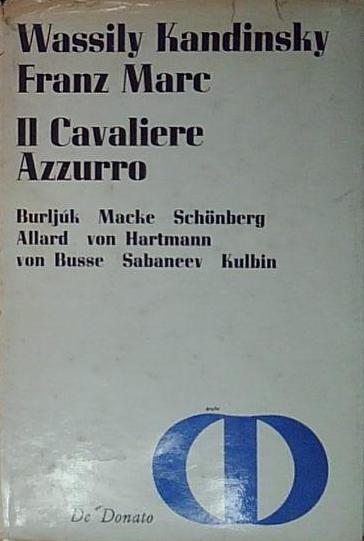 Wassily Kandinsky
Franz Marc
Il Cavaliere
Azzurro
Burljúk Macke Schönberg
Allard von Hartmann
von Busse Sabaneev Kulbin
De Donato